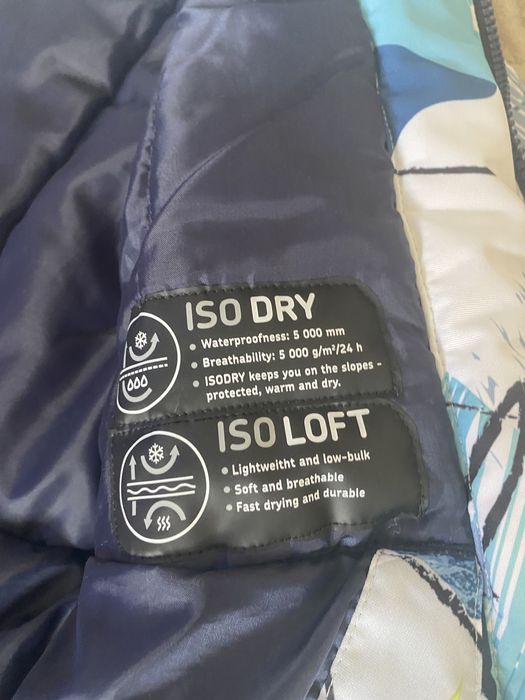 ISO DRY
• Waterproofness: 5 000 mm
• Breathability: 5 000 g/m²/24 h
• ISODRY keeps you on the slopes -
protected, warm and dry.
ISO LOFT
• Lightweitht and low-bulk
• Soft and breathable
• Fast drying and durable